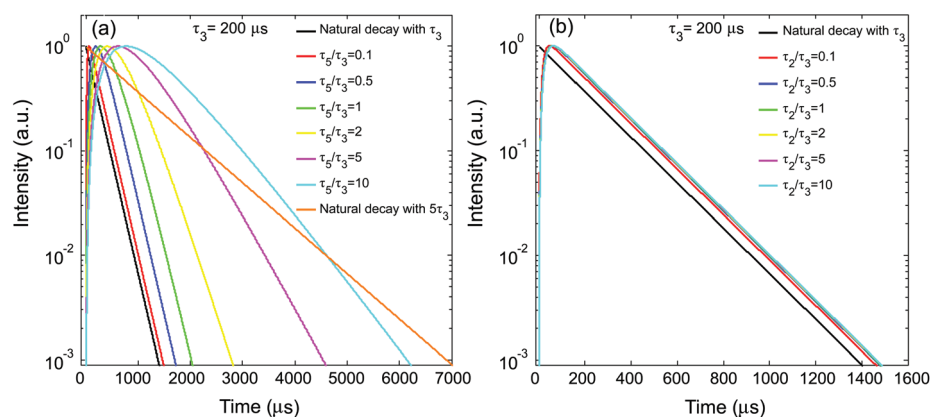 (a)
τ3= 200 μs
Natural decay with τ3
τ5/τ3=0.1
τ5/τ3=0.5
τ5/τ3=1
τ5/τ3=2
τ5/τ3=5
τ5/τ3=10
Natural decay with 5τ3
Intensity (a.u.)
10^0
10^-1
10^-2
10^-3
0 1000 2000 3000 4000 5000 6000 7000
Time (μs)
(b)
τ3= 200 μs
Natural decay with τ3
τ2/τ3=0.1
τ2/τ3=0.5
τ2/τ3=1
τ2/τ3=2
τ2/τ3=5
τ2/τ3=10
Intensity (a.u.)
10^0
10^-1
10^-2
10^-3
0 200 400 600 800 1000 1200 1400 1600
Time (μs)